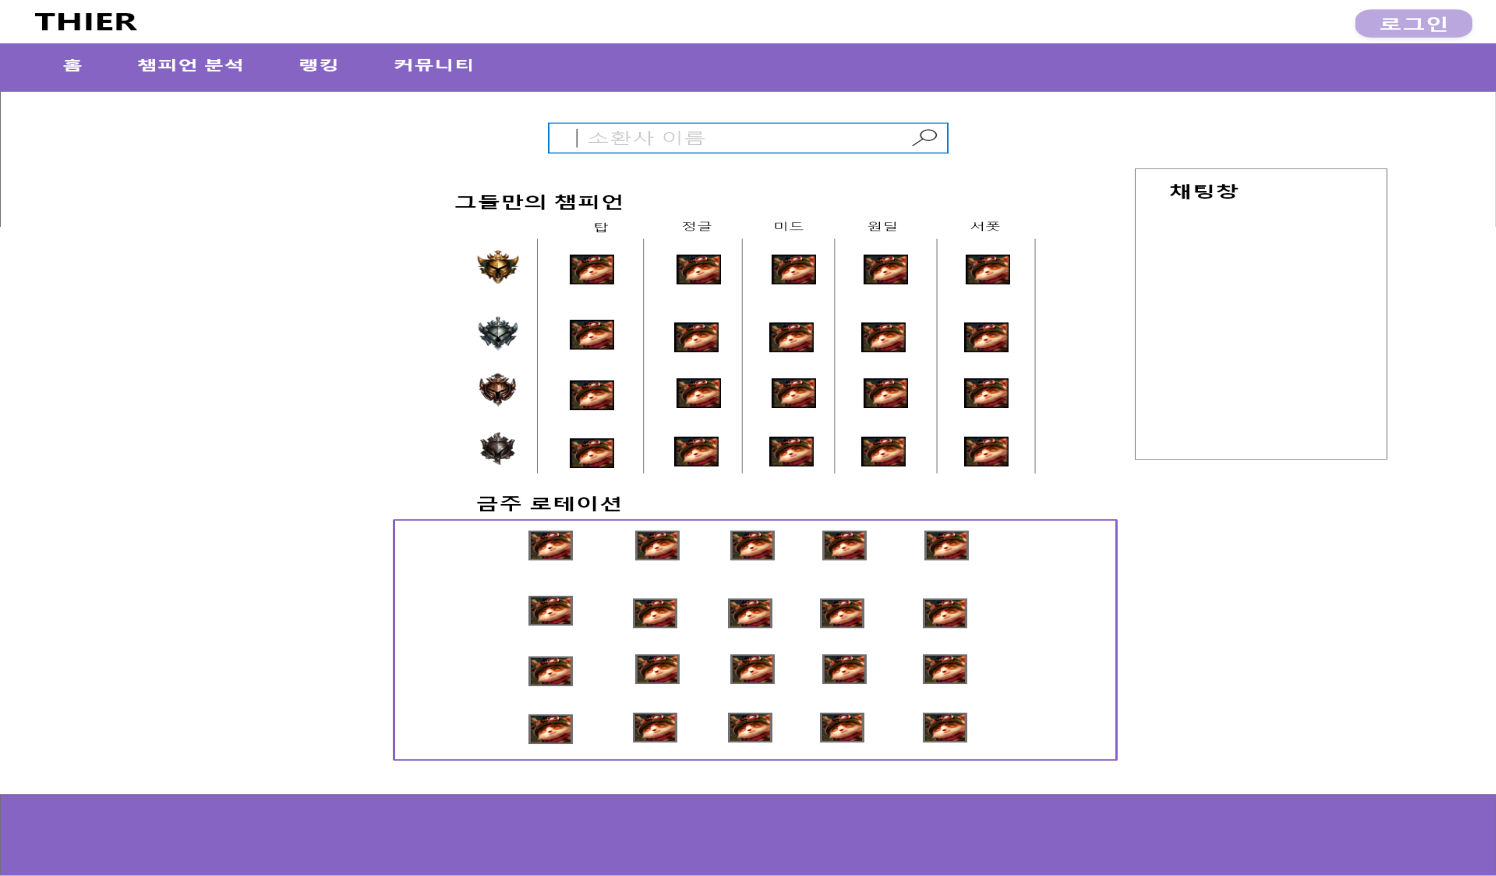 THIER
로그인
홈 챔피언 분석 랭킹 커뮤니티
소환사 이름
그들만의 챔피언
탑 정글 미드 원딜 서폿
채팅창
금주 로테이션